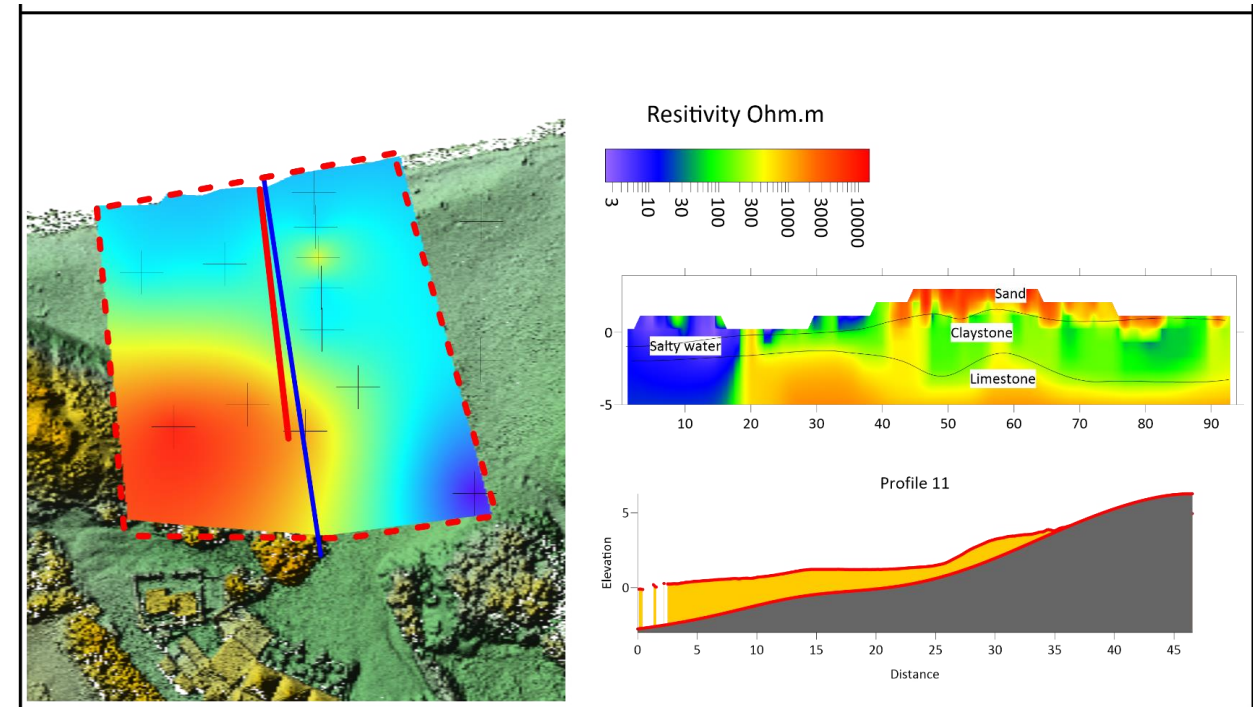 Resitivity Ohm.m
3 10 30 100 300 1000 3000 10000
Sand
0
Claystone
Salty water
Limestone
-5
10 20 30 40 50 60 70 80 90
Profile 11
5
Elevation
0
0 5 10 15 20 25 30 35 40 45
Distance